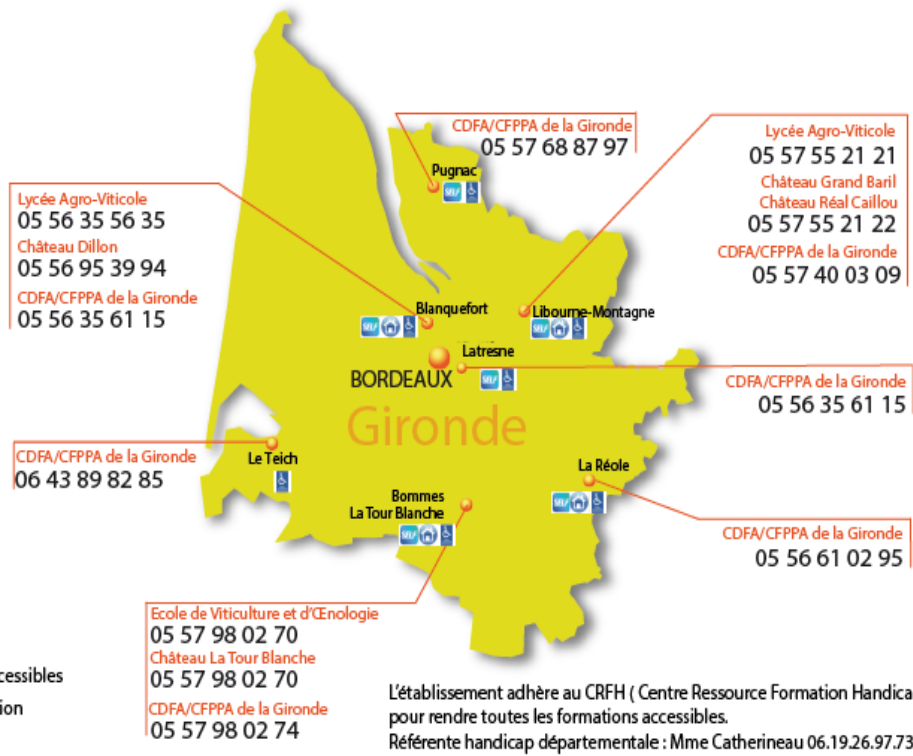 CDFA/CFPPA de la Gironde
05 57 68 87 97
Pugnac
Lycée Agro-Viticole
05 57 55 21 21
Château Grand Baril
Château Réal Caillou
05 57 55 21 22
CDFA/CFPPA de la Gironde
05 57 40 03 09
Lycée Agro-Viticole
05 56 35 56 35
Château Dillon
05 56 95 39 94
CDFA/CFPPA de la Gironde
05 56 35 61 15
Blanquefort
Libourne-Montagne
Latresne
BORDEAUX
Gironde
CDFA/CFPPA de la Gironde
05 56 35 61 15
CDFA/CFPPA de la Gironde
06 43 89 82 85
Le Teich
La Réole
Bommes
La Tour Blanche
CDFA/CFPPA de la Gironde
05 56 61 02 95
Ecole de Viticulture et d'Œnologie
05 57 98 02 70
Château La Tour Blanche
05 57 98 02 70
CDFA/CFPPA de la Gironde
05 57 98 02 74
cessibles
ion
L'établissement adhère au CRFH ( Centre Ressource Formation Handica
pour rendre toutes les formations accessibles.
Référente handicap départementale : Mme Catherineau 06.19.26.97.73